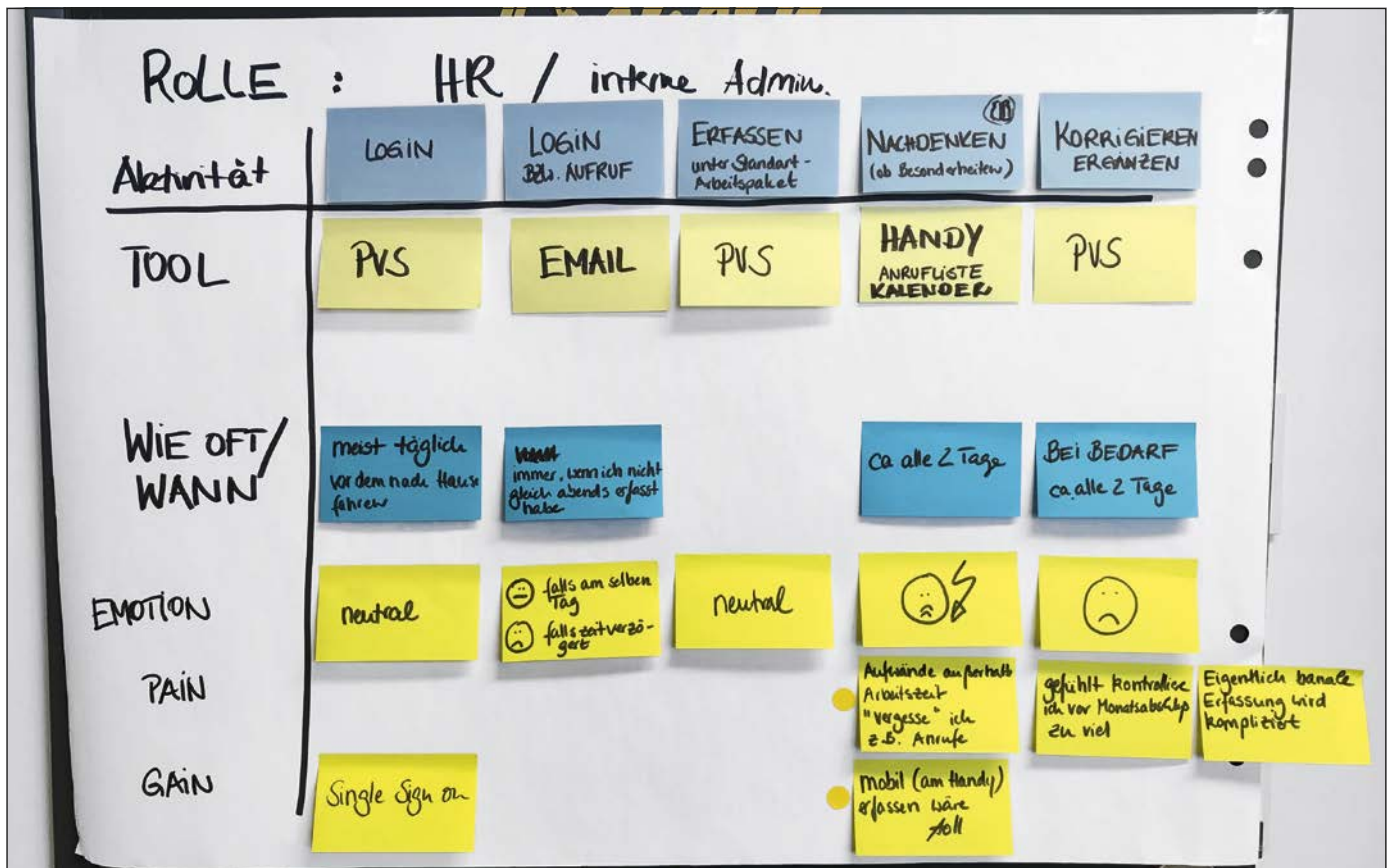 ROLLE : HR / interne Admin.
Aktivität
LOGIN
LOGIN
BZW. AUFRUF
ERFASSEN
unter Standart-
Arbeitspaket
NACHDENKEN
(ob Besonderheiten)
KORRIGIEREN
ERGÄNZEN
TOOL
PVS
EMAIL
PVS
HANDY
ANRUFLISTE
KALENDER
PVS
WIE OFT/
WANN
meist täglich
vor dem nach Hause
fahren
immer, wenn ich nicht
gleich abends erfasst
habe
ca alle 2 Tage
BEI BEDARF
ca. alle 2 Tage
EMOTION
neutral
falls am selben
Tag
falls zeitverzö-
gert
neutral
PAIN
Aufwände außerhalb
Arbeitszeit
"vergesse" ich
z.B. Anrufe
gefühlt kontrolliere
ich vor Monatsabschluss
zu viel
Eigentlich banale
Erfassung wird
kompliziert
GAIN
Single Sign on
mobil (am Handy)
erfassen wäre
toll